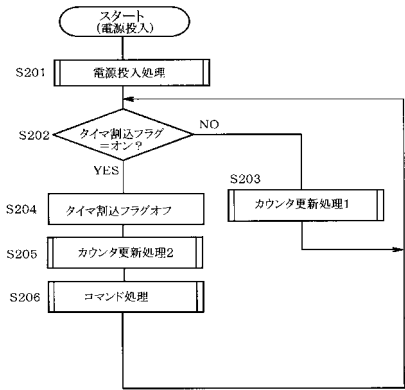 スタート
(電源投入)
S201
電源投入処理
S202
タイマ割込フラグ
=オン?
NO
YES
S203
カウンタ更新処理1
S204
タイマ割込フラグオフ
S205
カウンタ更新処理2
S206
コマンド処理